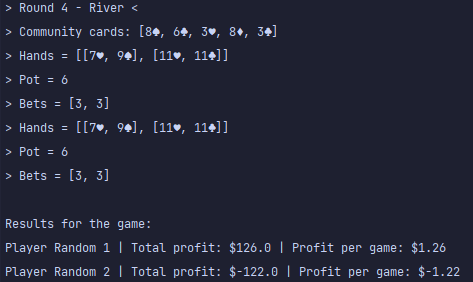 > Round 4 - River <
> Community cards: [8♠, 6♣, 3♥, 8♦, 3♣]
> Hands = [[7♥, 9♠], [11♥, 11♣]]
> Pot = 6
> Bets = [3, 3]
> Hands = [[7♥, 9♠], [11♥, 11♣]]
> Pot = 6
> Bets = [3, 3]
Results for the game:
Player Random 1 | Total profit: $126.0 | Profit per game: $1.26
Player Random 2 | Total profit: $-122.0 | Profit per game: $-1.22